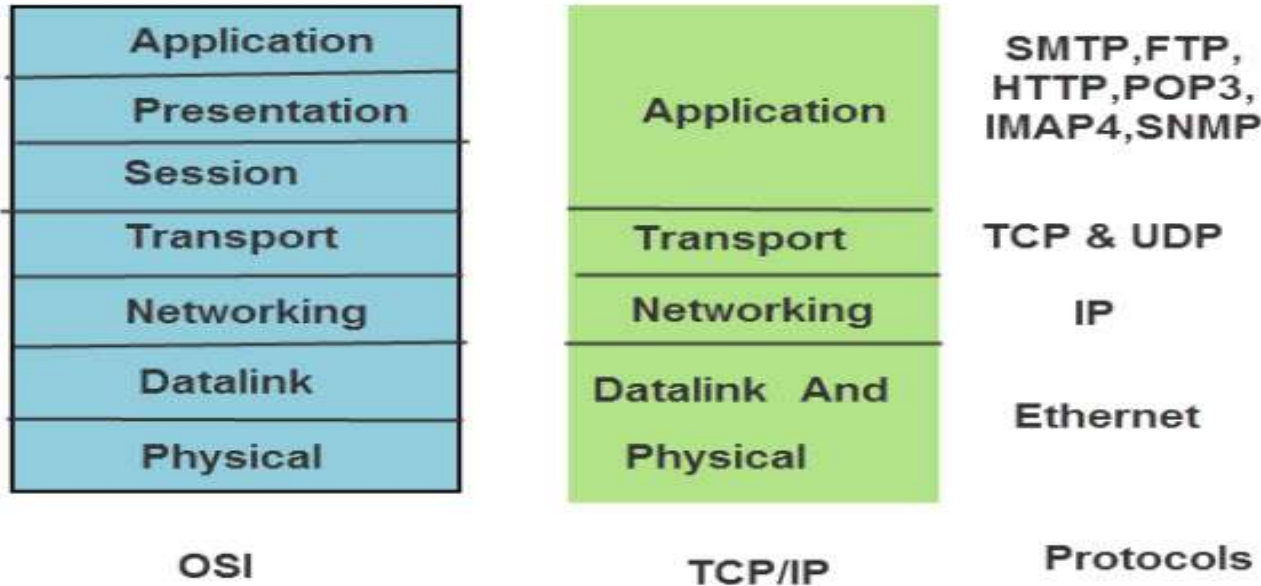 Application
Presentation
Session
Transport
Networking
Datalink
Physical
OSI
Application
Transport
Networking
Datalink And
Physical
TCP/IP
SMTP,FTP,
HTTP,POP3,
IMAP4,SNMP
TCP & UDP
IP
Ethernet
Protocols